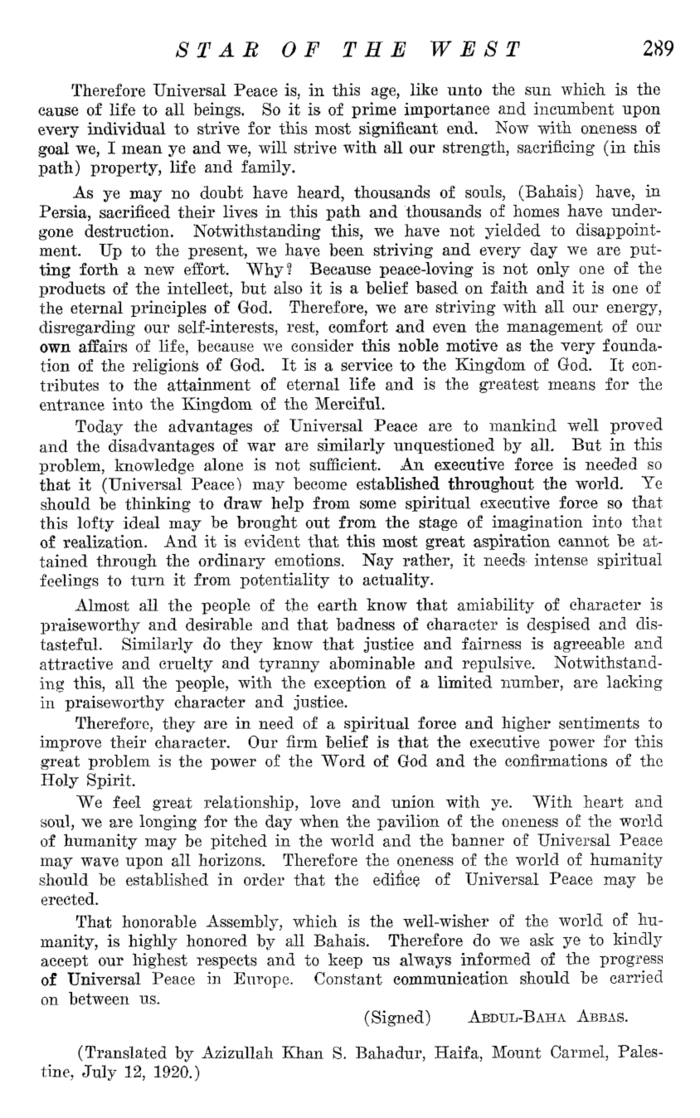 STAR OF THE WEST 289
Therefore Universal Peace is, in this age, like unto the sun which is the
cause of life to all beings. So it is of prime importance and incumbent upon
every individual to strive for this most significant end. Now with oneness of
goal we, I mean ye and we, will strive with all our strength, sacrificing (in this
path) property, life and family.
As ye may no doubt have heard, thousands of souls, (Bahais) have, in
Persia, sacrificed their lives in this path and thousands of homes have under-
gone destruction. Notwithstanding this, we have not yielded to disappoint-
ment. Up to the present, we have been striving and every day we are put-
ting forth a new effort. Why? Because peace-loving is not only one of the
products of the intellect, but also it is a belief based on faith and it is one of
the eternal principles of God. Therefore, we are striving with all our energy,
disregarding our self-interests, rest, comfort and even the management of our
own affairs of life, because we consider this noble motive as the very founda-
tion of the religions of God. It is a service to the Kingdom of God. It con-
tributes to the attainment of eternal life and is the greatest means for the
entrance into the Kingdom of the Merciful.
Today the advantages of Universal Peace are to mankind well proved
and the disadvantages of war are similarly unquestioned by all. But in this
problem, knowledge alone is not sufficient. An executive force is needed so
that it (Universal Peace) may become established throughout the world. Ye
should be thinking to draw help from some spiritual executive force so that
this lofty ideal may be brought out from the stage of imagination into that
of realization. And it is evident that this most great aspiration cannot be at-
tained through the ordinary emotions. Nay rather, it needs intense spiritual
feelings to turn it from potentiality to actuality.
Almost all the people of the earth know that amiability of character is
praiseworthy and desirable and that badness of character is despised and dis-
tasteful. Similarly do they know that justice and fairness is agreeable and
attractive and cruelty and tyranny abominable and repulsive. Notwithstand-
ing this, all the people, with the exception of a limited number, are lacking
in praiseworthy character and justice.
Therefore, they are in need of a spiritual force and higher sentiments to
improve their character. Our firm belief is that the executive power for this
great problem is the power of the Word of God and the confirmations of the
Holy Spirit.
We feel great relationship, love and union with ye. With heart and
soul, we are longing for the day when the pavilion of the oneness of the world
of humanity may be pitched in the world and the banner of Universal Peace
may wave upon all horizons. Therefore the oneness of the world of humanity
should be established in order that the edifice of Universal Peace may be
erected.
That honorable Assembly, which is the well-wisher of the world of hu-
manity, is highly honored by all Bahais. Therefore do we ask ye to kindly
accept our highest respects and to keep us always informed of the progress
of Universal Peace in Europe. Constant communication should be carried
on between us.
(Signed) ABDUL-BAHA ABBAS.
(Translated by Azizullah Khan S. Bahadur, Haifa, Mount Carmel, Pales-
tine, July 12, 1920.)